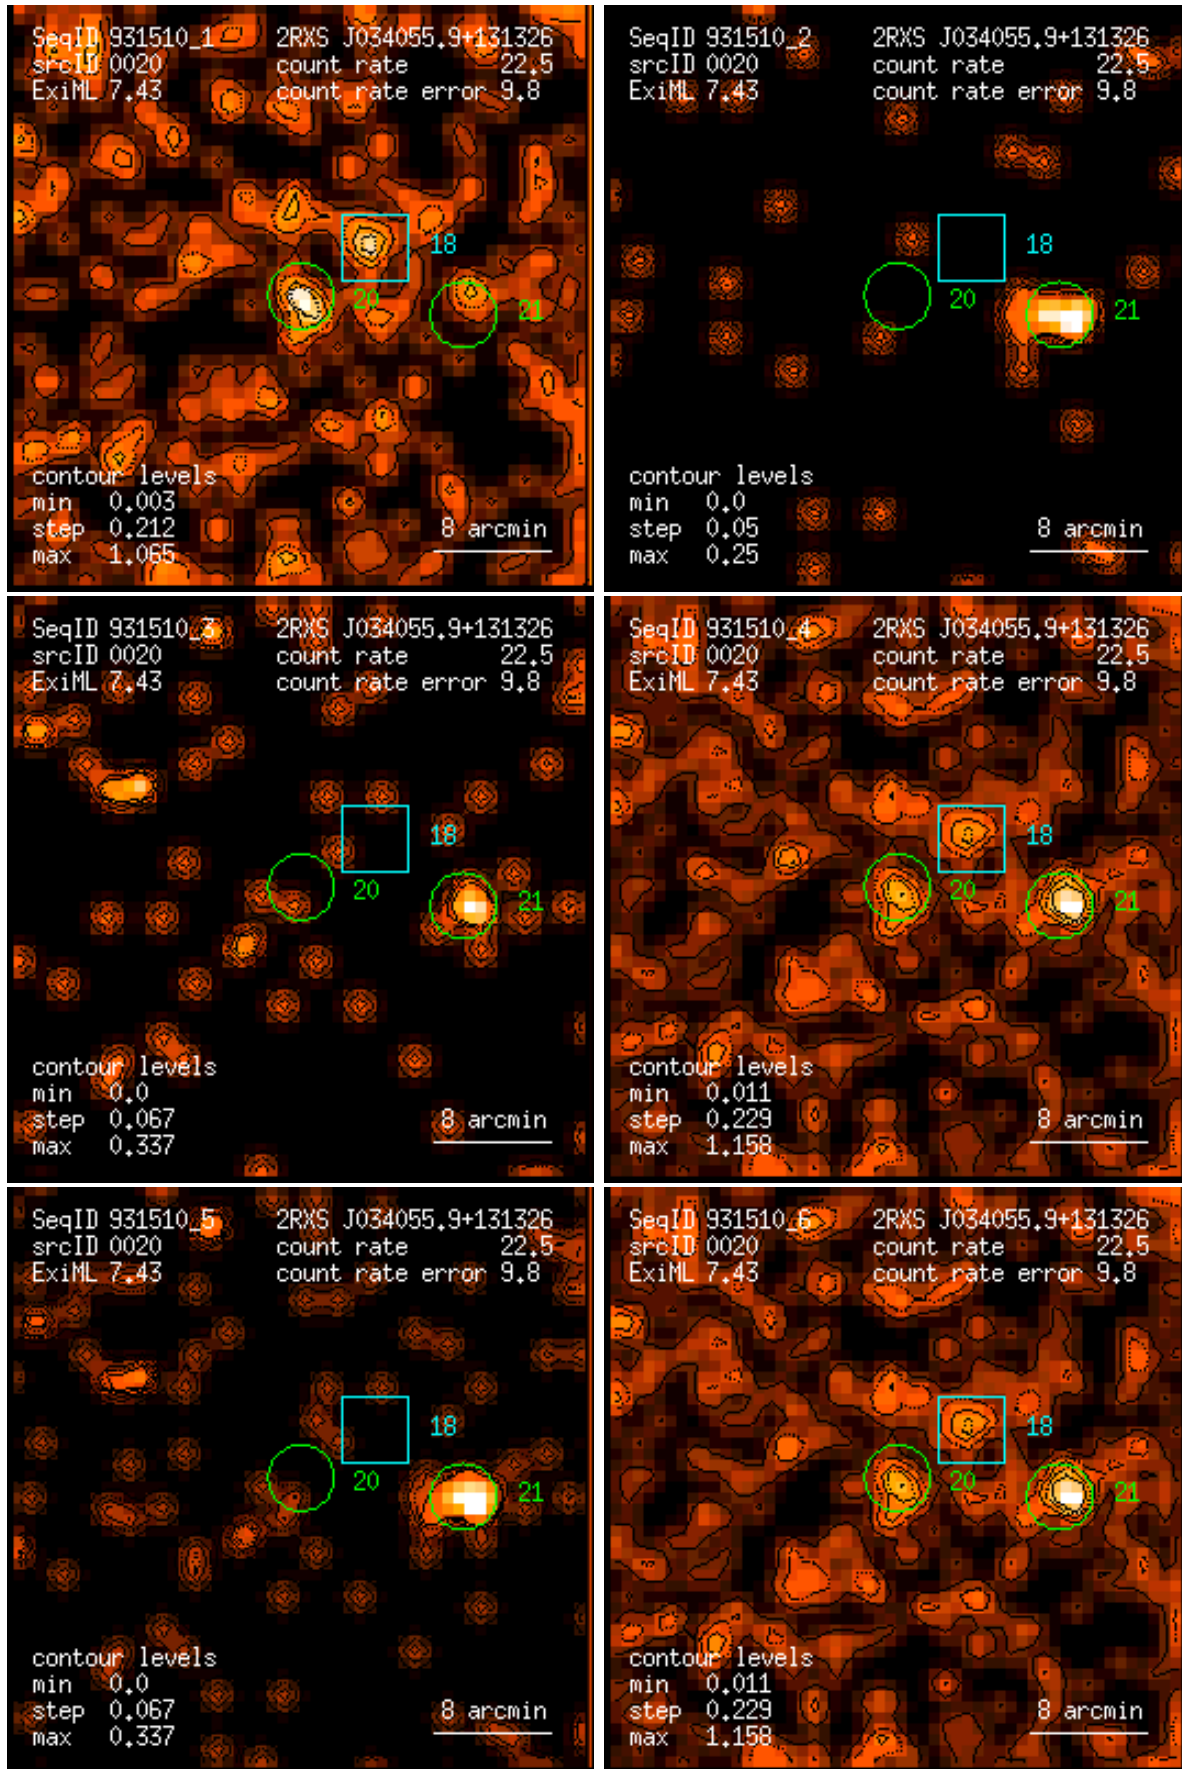 SeqID 931510_1 2RXS J034055.9+131326
srcID 0020 count rate 22.5
ExiML 7.43 count rate error 9.8
18
20
21
contour levels
min 0.003
step 0.212 8 arcmin
max 1.065
SeqID 931510_2 2RXS J034055.9+131326
srcID 0020 count rate 22.5
ExiML 7.43 count rate error 9.8
18
20
21
contour levels
min 0.0
step 0.05 8 arcmin
max 0.25
SeqID 931510_3 2RXS J034055.9+131326
srcID 0020 count rate 22.5
ExiML 7.43 count rate error 9.8
18
20
21
contour levels
min 0.0
step 0.067 8 arcmin
max 0.337
SeqID 931510_4 2RXS J034055.9+131326
srcID 0020 count rate 22.5
ExiML 7.43 count rate error 9.8
18
20
21
contour levels
min 0.011
step 0.229 8 arcmin
max 1.158
SeqID 931510_5 2RXS J034055.9+131326
srcID 0020 count rate 22.5
ExiML 7.43 count rate error 9.8
18
20
21
contour levels
min 0.0
step 0.067 8 arcmin
max 0.337
SeqID 931510_6 2RXS J034055.9+131326
srcID 0020 count rate 22.5
ExiML 7.43 count rate error 9.8
18
20
21
contour levels
min 0.011
step 0.229 8 arcmin
max 1.158